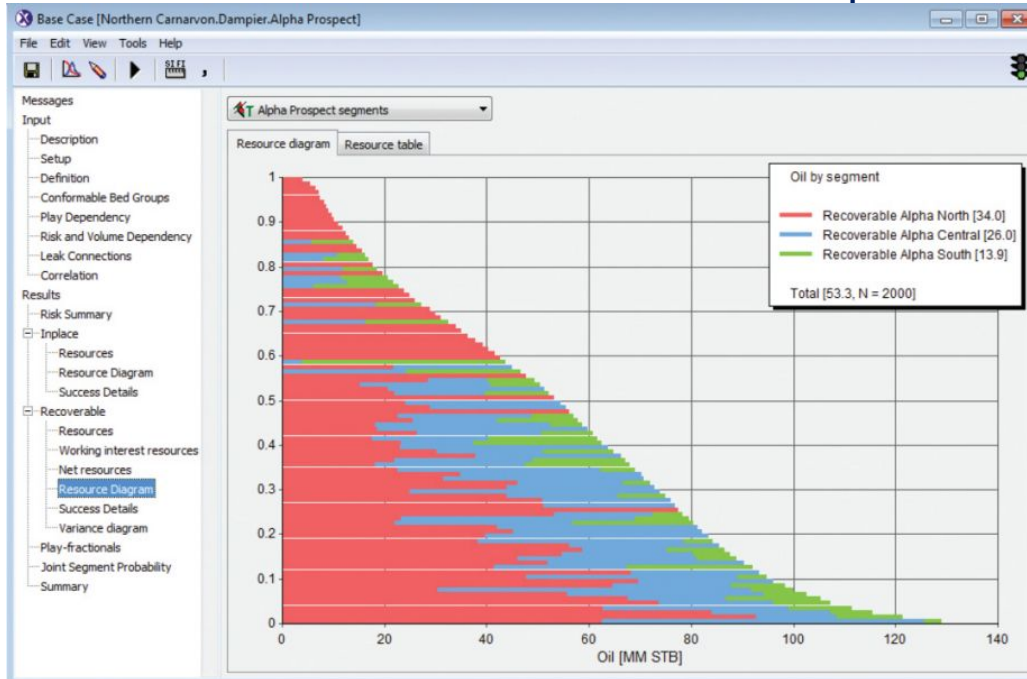 Base Case [Northern Carnarvon.Dampier.Alpha Prospect]
File Edit View Tools Help
SI FI
,
Messages
Input
Description
Setup
Definition
Conformable Bed Groups
Play Dependency
Risk and Volume Dependency
Leak Connections
Correlation
Results
Risk Summary
Inplace
Resources
Resource Diagram
Success Details
Recoverable
Resources
Working interest resources
Net resources
Resource Diagram
Success Details
Variance diagram
Play-fractionals
Joint Segment Probability
Summary
T Alpha Prospect segments
Resource diagram Resource table
Oil by segment
Recoverable Alpha North [34.0]
Recoverable Alpha Central [26.0]
Recoverable Alpha South [13.9]
Total [53.3, N = 2000]
1
0.9
0.8
0.7
0.6
0.5
0.4
0.3
0.2
0.1
0
0 20 40 60 80 100 120 140
Oil [MM STB]